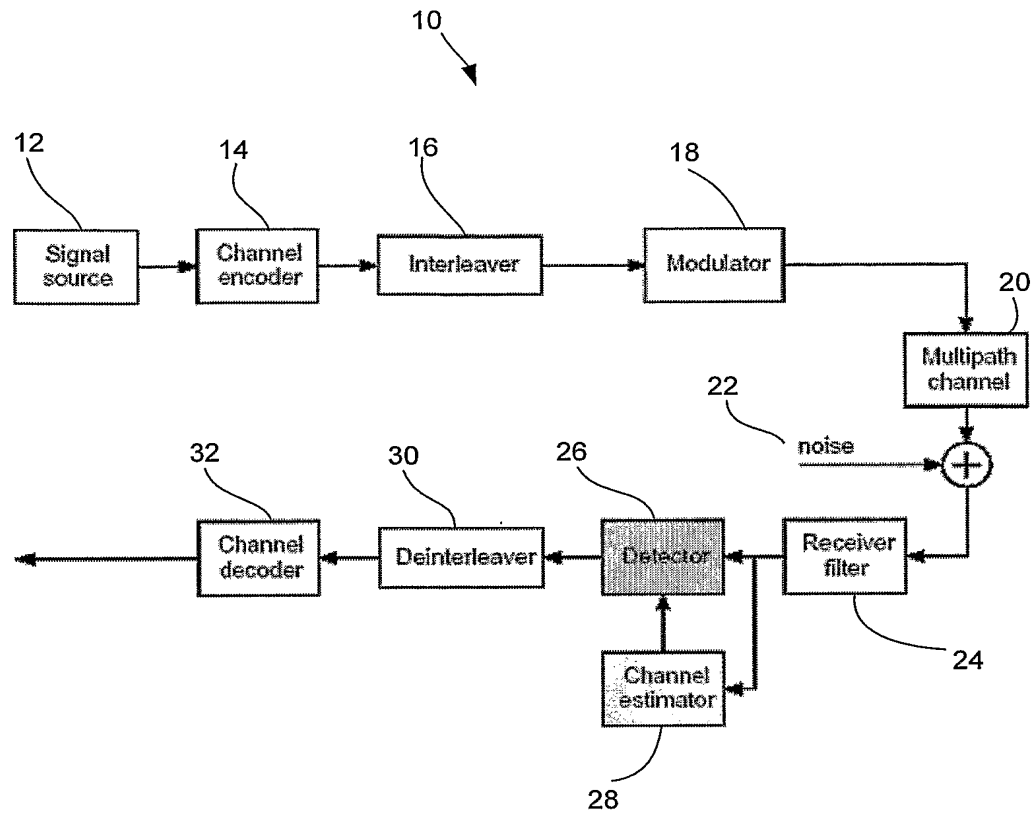 10
12
14
16
18
Signal
source
Channel
encoder
Interleaver
Modulator
20
Multipath
channel
22
noise
32
30
26
Channel
decoder
Deinterleaver
Detector
Receiver
filter
24
Channel
estimator
28